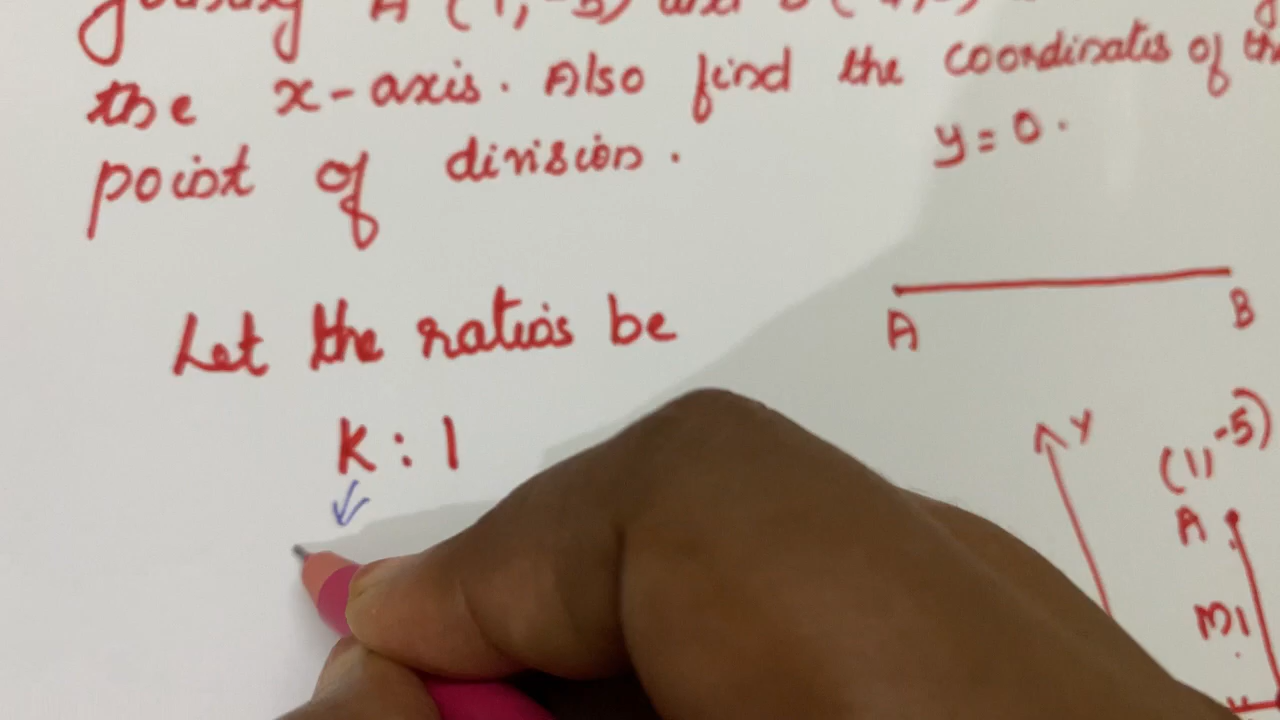 the x-axis. Also find the coordinates of
point of division.
y = 0.
Let the ratios be
K : 1
A B
Y
(1, -5)
A
m1